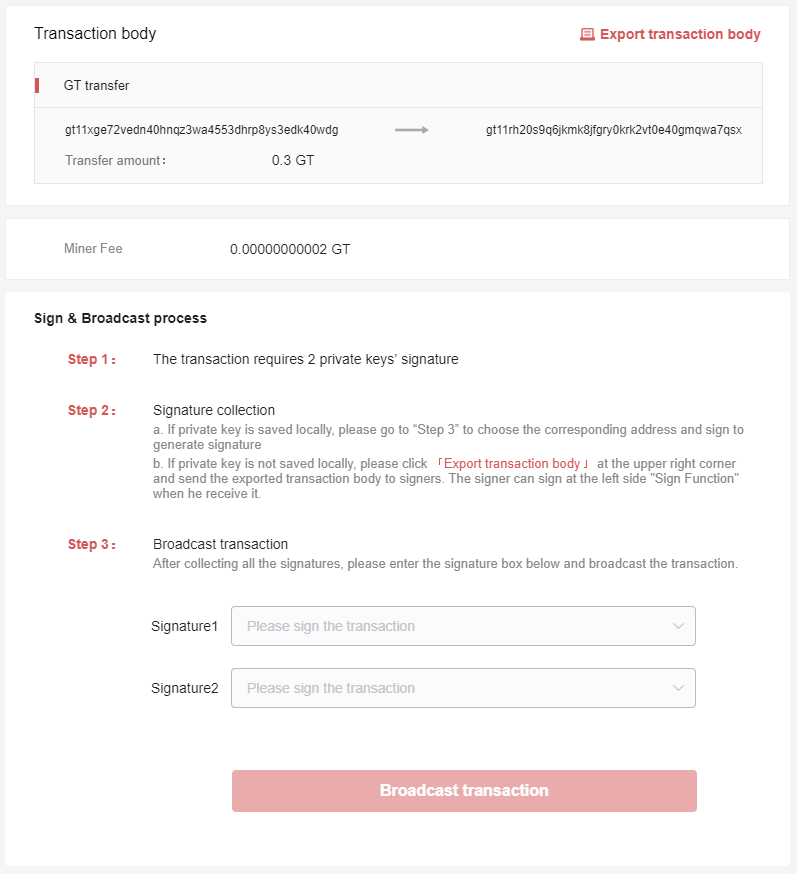 Transaction body
Export transaction body
GT transfer
gt11xge72vedn40hnqz3wa4553dhrp8ys3edk40wdg
gt11rh20s9q6jkmk8jfgry0krk2vt0e40gmqwa7qsx
Transfer amount：
0.3 GT
Miner Fee
0.00000000002 GT
Sign & Broadcast process
Step 1：
The transaction requires 2 private keys’ signature
Step 2：
Signature collection
a. If private key is saved locally, please go to “Step 3” to choose the corresponding address and sign to
generate signature
b. If private key is not saved locally, please click 「Export transaction body」 at the upper right corner
and send the exported transaction body to signers. The signer can sign at the left side "Sign Function"
when he receive it.
Step 3：
Broadcast transaction
After collecting all the signatures, please enter the signature box below and broadcast the transaction.
Signature1
Please sign the transaction
Signature2
Please sign the transaction
Broadcast transaction